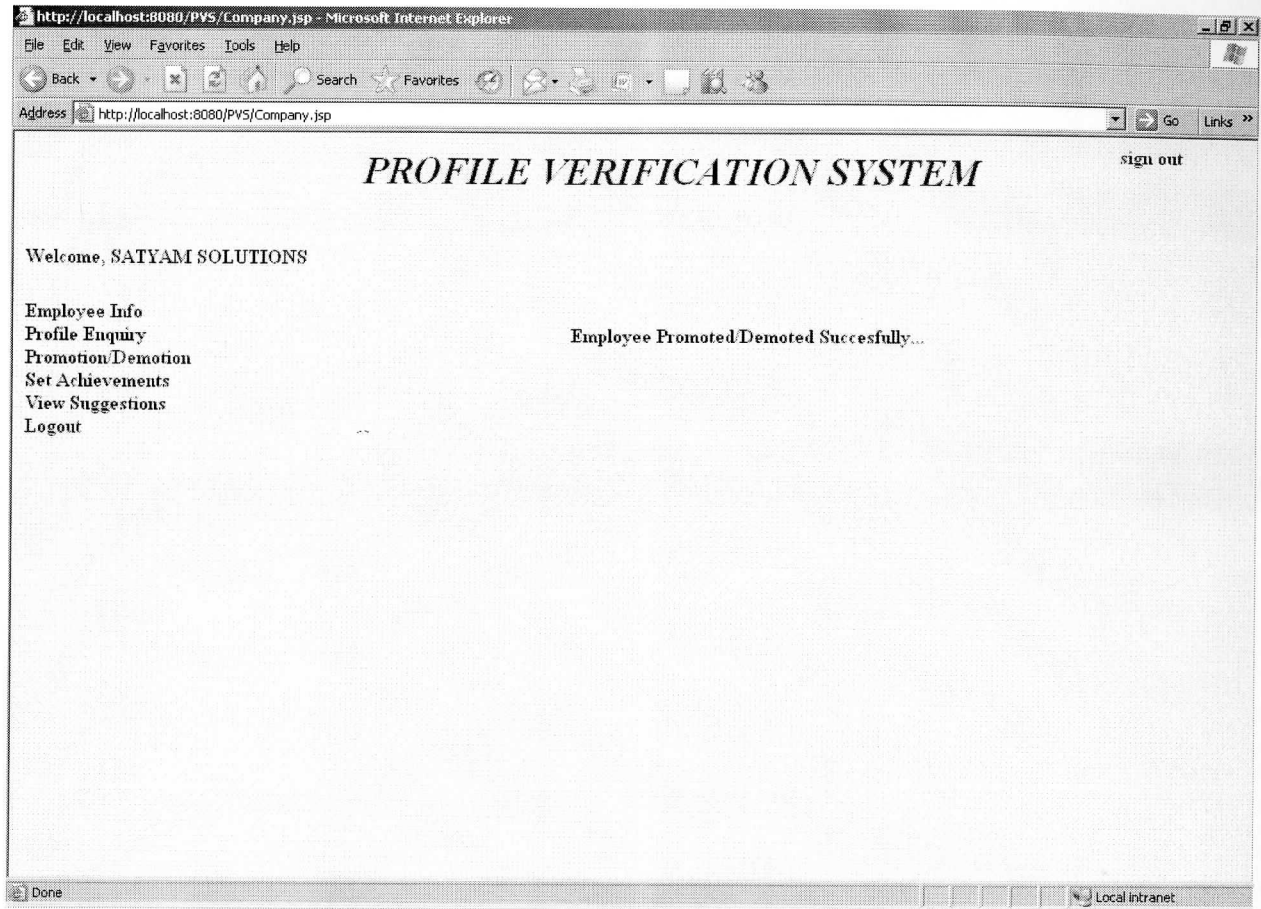 http://localhost:8080/PVS/Company.jsp - Microsoft Internet Explorer
File Edit View Favorites Tools Help
Back Search Favorites
Address http://localhost:8080/PVS/Company.jsp Go Links »
PROFILE VERIFICATION SYSTEM
sign out
Welcome, SATYAM SOLUTIONS
Employee Info
Profile Enquiry
Promotion/Demotion
Set Achievements
View Suggestions
Logout
Employee Promoted/Demoted Succesfully...
Done Local intranet